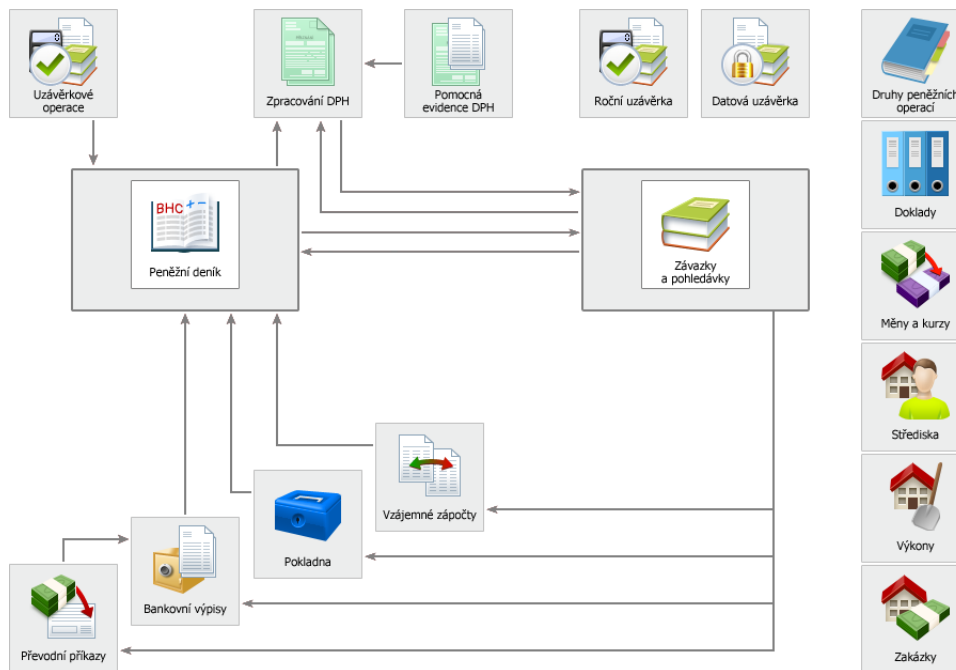 Uzávěrkové
operace
Zpracování DPH
Pomocná
evidence DPH
Roční uzávěrka
Datová uzávěrka
Druhy peněžních
operací
Doklady
BHC
Peněžní deník
Závazky
a pohledávky
Měny a kurzy
Střediska
Vzájemné zápočty
Pokladna
Výkony
Bankovní výpisy
Převodní příkazy
Zakázky